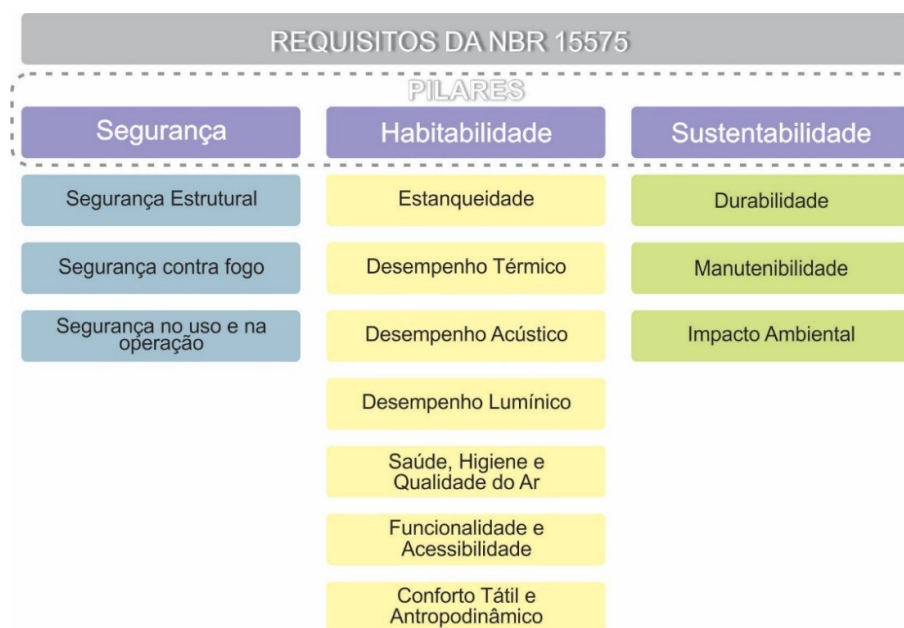 REQUISITOS DA NBR 15575
PILARES
Segurança
Habitabilidade
Sustentabilidade
Segurança Estrutural
Segurança contra fogo
Segurança no uso e na
operação
Estanqueidade
Desempenho Térmico
Desempenho Acústico
Desempenho Lumínico
Saúde, Higiene e
Qualidade do Ar
Funcionalidade e
Acessibilidade
Conforto Tátil e
Antropodinâmico
Durabilidade
Manutenibilidade
Impacto Ambiental